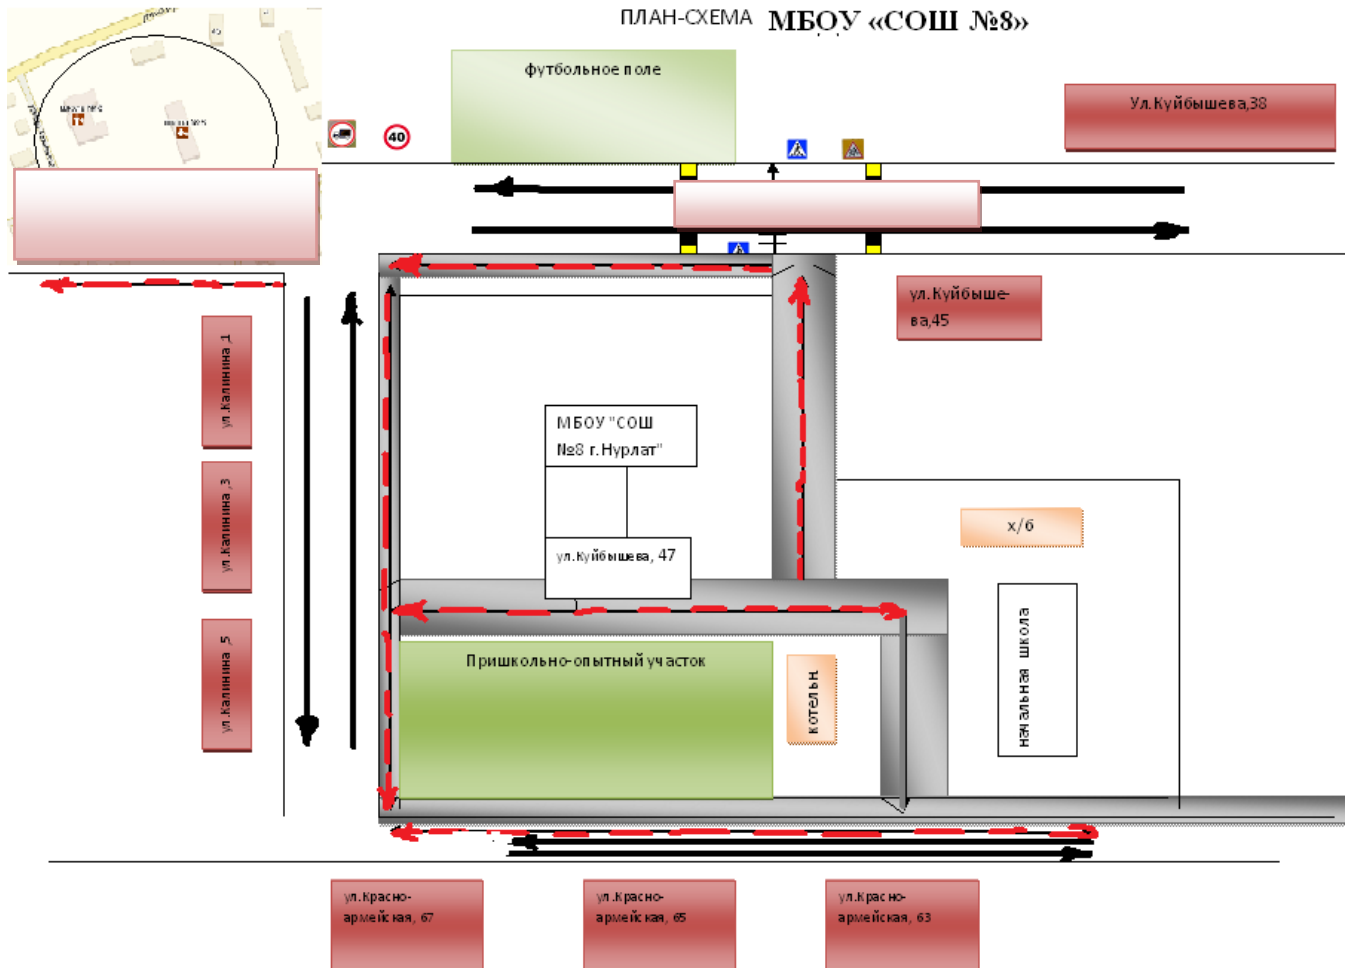 ПЛАН-СХЕМА МБОУ «СОШ №8»
футбольное поле
Ул.Куйбышева,38
40
ул.Куйбыше-
ва,45
ул.Калинина ,1
ул.Калинина ,3
ул.Калинина ,5
МБОУ "СОШ
№8 г.Нурлат"
ул.Куйбышева, 47
х/б
начальная школа
Пришкольно-опытный участок
котельн.
ул.Красно-
армейская, 67
ул.Красно-
армейская, 65
ул.Красно-
армейская, 63